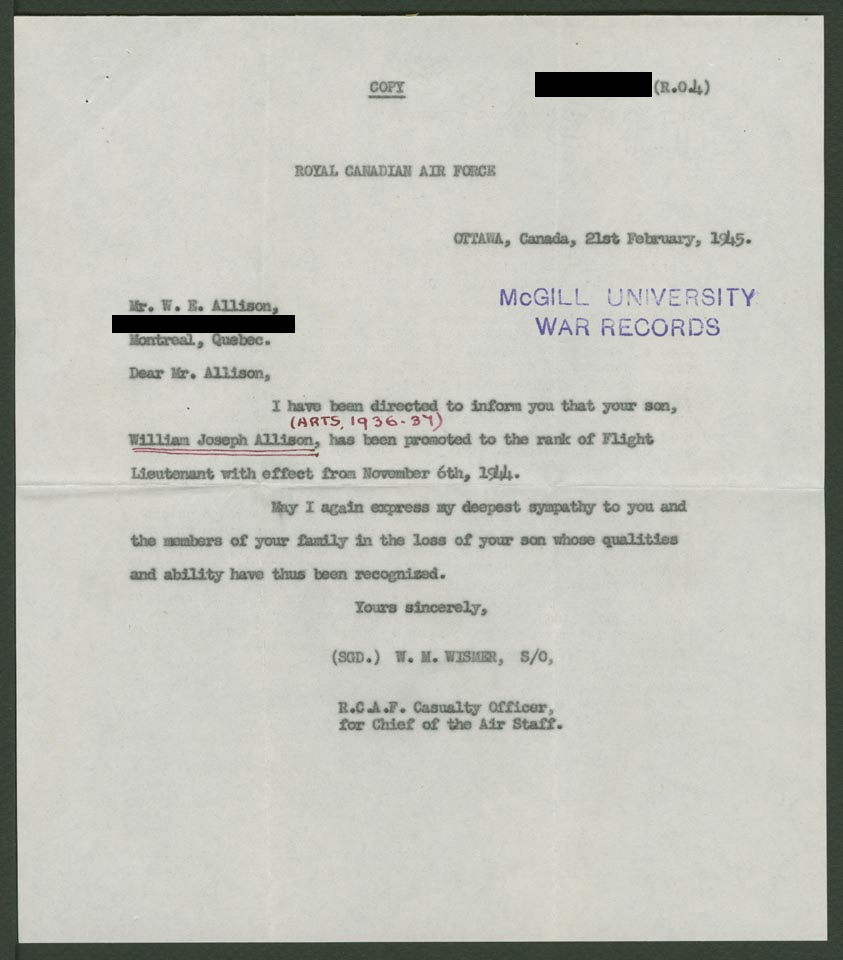 COPY (R.O.4)
ROYAL CANADIAN AIR FORCE
OTTAWA, Canada, 21st February, 1945.
Mr. W. E. Allison,
McGILL UNIVERSITY
WAR RECORDS
Montreal, Quebec.
Dear Mr. Allison,
I have been directed to inform you that your son,
(ARTS, 1936-37)
William Joseph Allison, has been promoted to the rank of Flight
Lieutenant with effect from November 6th, 1944.
May I again express my deepest sympathy to you and
the members of your family in the loss of your son whose qualities
and ability have thus been recognized.
Yours sincerely,
(SGD.) W. M. WISMER, S/O,
R.C.A.F. Casualty Officer,
for Chief of the Air Staff.